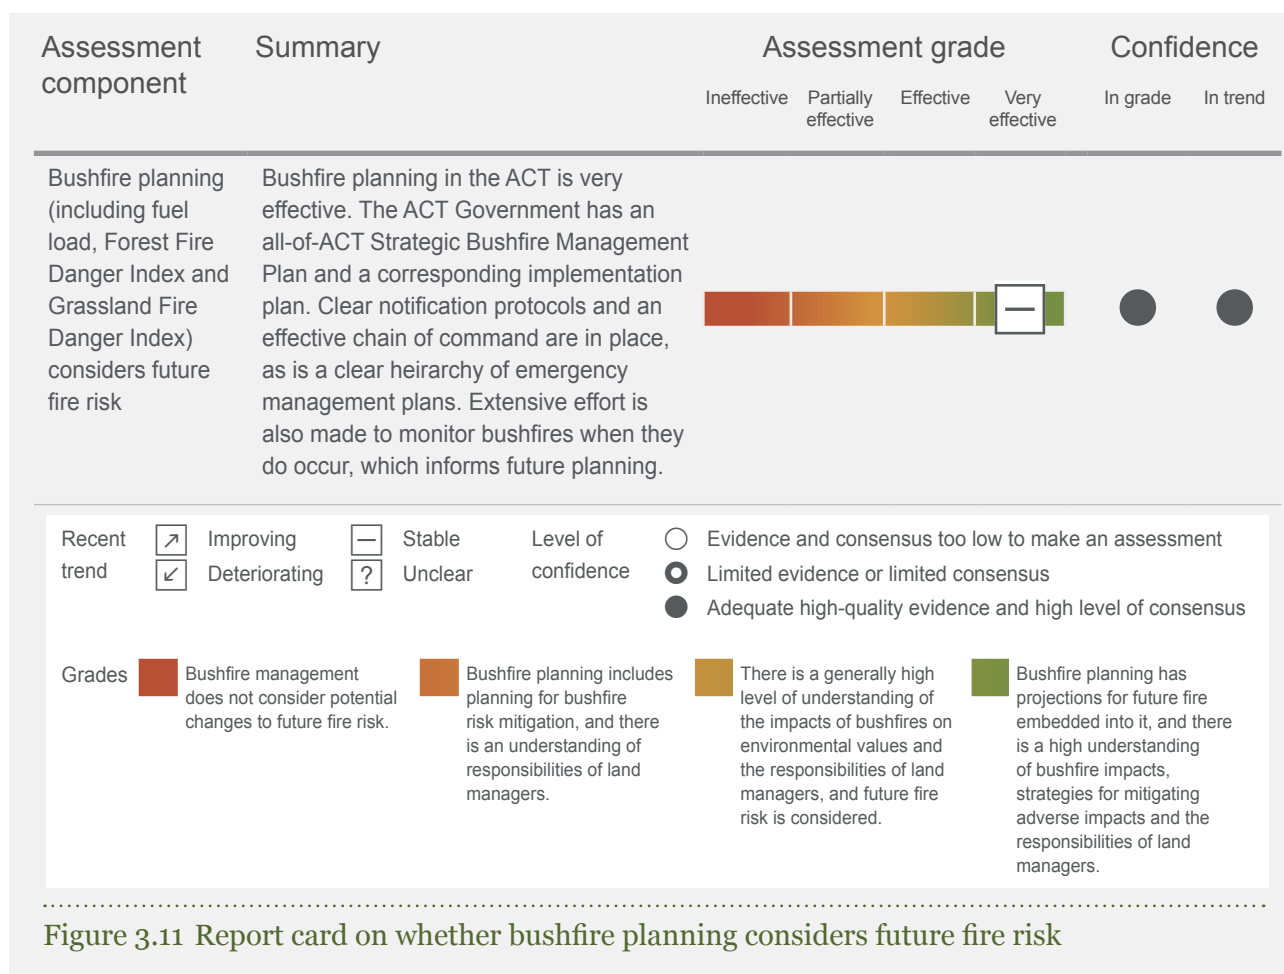 Assessment component
Summary
Assessment grade
Confidence
Ineffective
Partially effective
Effective
Very effective
In grade
In trend
Bushfire planning
(including fuel
load, Forest Fire
Danger Index and
Grassland Fire
Danger Index)
considers future
fire risk
Bushfire planning in the ACT is very
effective. The ACT Government has an
all-of-ACT Strategic Bushfire Management
Plan and a corresponding implementation
plan. Clear notification protocols and an
effective chain of command are in place,
as is a clear heirarchy of emergency
management plans. Extensive effort is
also made to monitor bushfires when they
do occur, which informs future planning.
Recent
trend
Improving
Deteriorating
Stable
? Unclear
Level of
confidence
Evidence and consensus too low to make an assessment
Limited evidence or limited consensus
Adequate high-quality evidence and high level of consensus
Grades
Bushfire management
does not consider potential
changes to future fire risk.
Bushfire planning includes
planning for bushfire
risk mitigation, and there
is an understanding of
responsibilities of land
managers.
There is a generally high
level of understanding of
the impacts of bushfires on
environmental values and
the responsibilities of land
managers, and future fire
risk is considered.
Bushfire planning has
projections for future fire
embedded into it, and there
is a high understanding
of bushfire impacts,
strategies for mitigating
adverse impacts and the
responsibilities of land
managers.
Figure 3.11 Report card on whether bushfire planning considers future fire risk